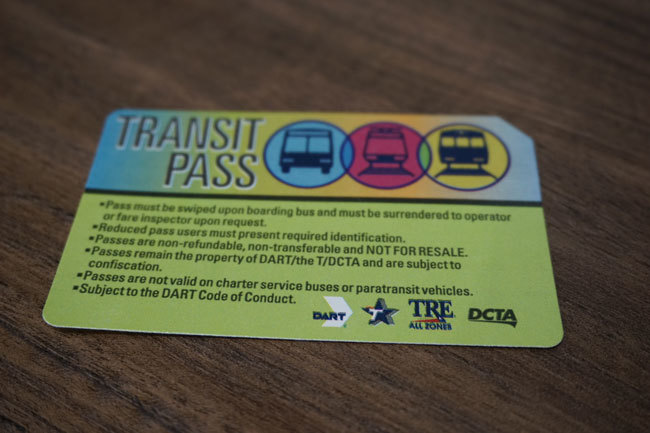 TRANSIT
PASS
▪Pass must be swiped upon boarding bus and must be surrendered to operator
or fare inspector upon request.
▪Reduced pass users must present required identification.
▪Passes are non-refundable, non-transferable and NOT FOR RESALE.
▪Passes remain the property of DART/the T/DCTA and are subject to
confiscation.
▪Passes are not valid on charter service buses or paratransit vehicles.
▪Subject to the DART Code of Conduct.
DART T TRE DCTA
ALL ZONES